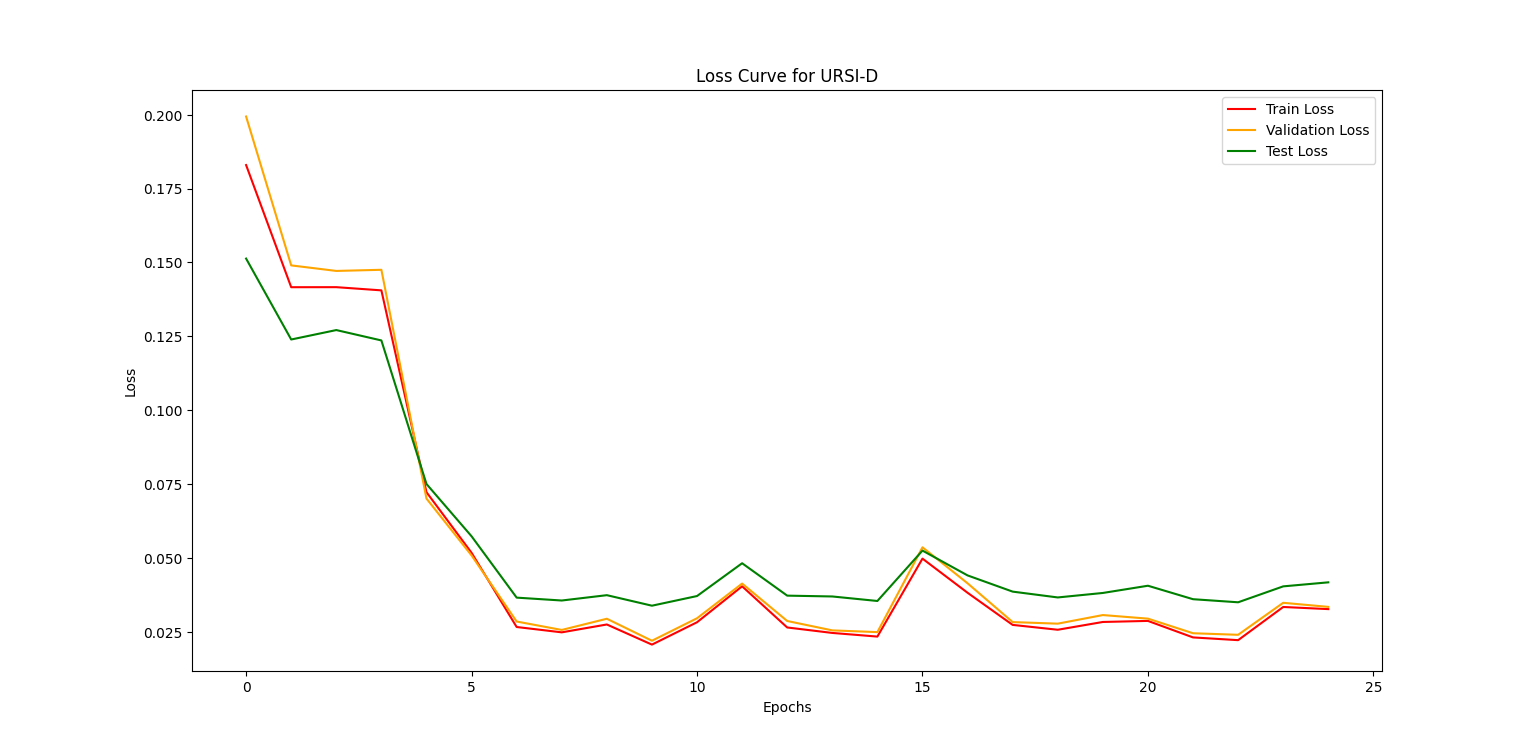 Loss Curve for URSI-D
Train Loss
Validation Loss
Test Loss
0.200
0.175
0.150
0.125
0.100
0.075
0.050
0.025
Loss
0 5 10 15 20 25
Epochs